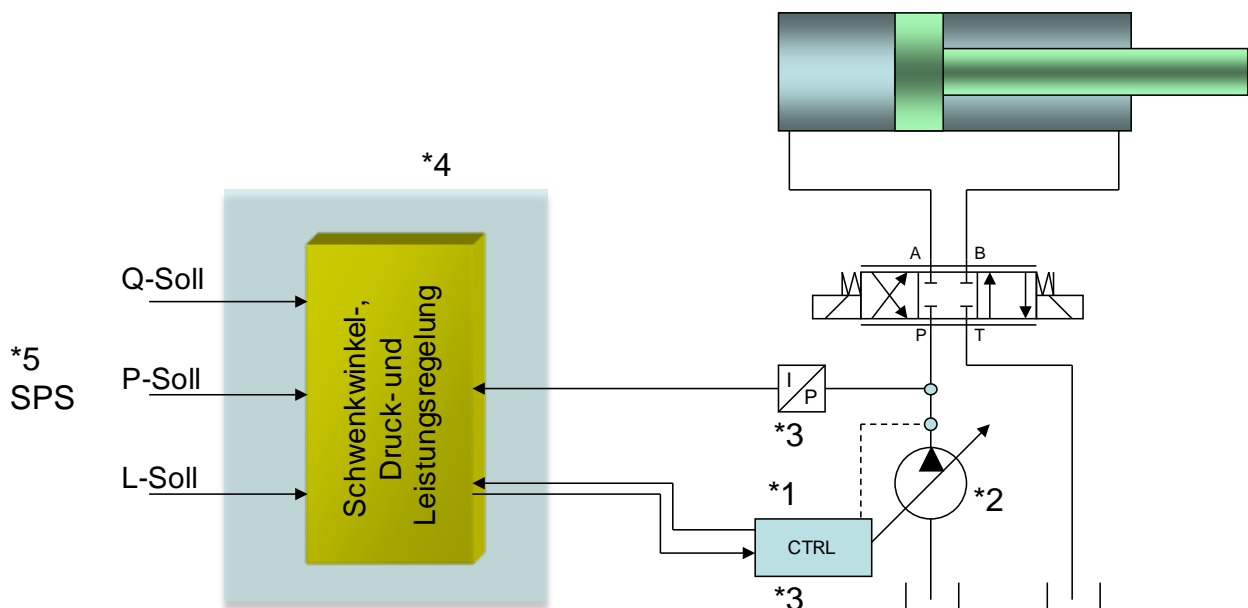 *4
Q-Soll
*5
SPS
P-Soll
L-Soll
Schwenkwinkel-,
Druck- und
Leistungsregelung
A
B
P
T
I
P
*3
*1
*2
CTRL
*3